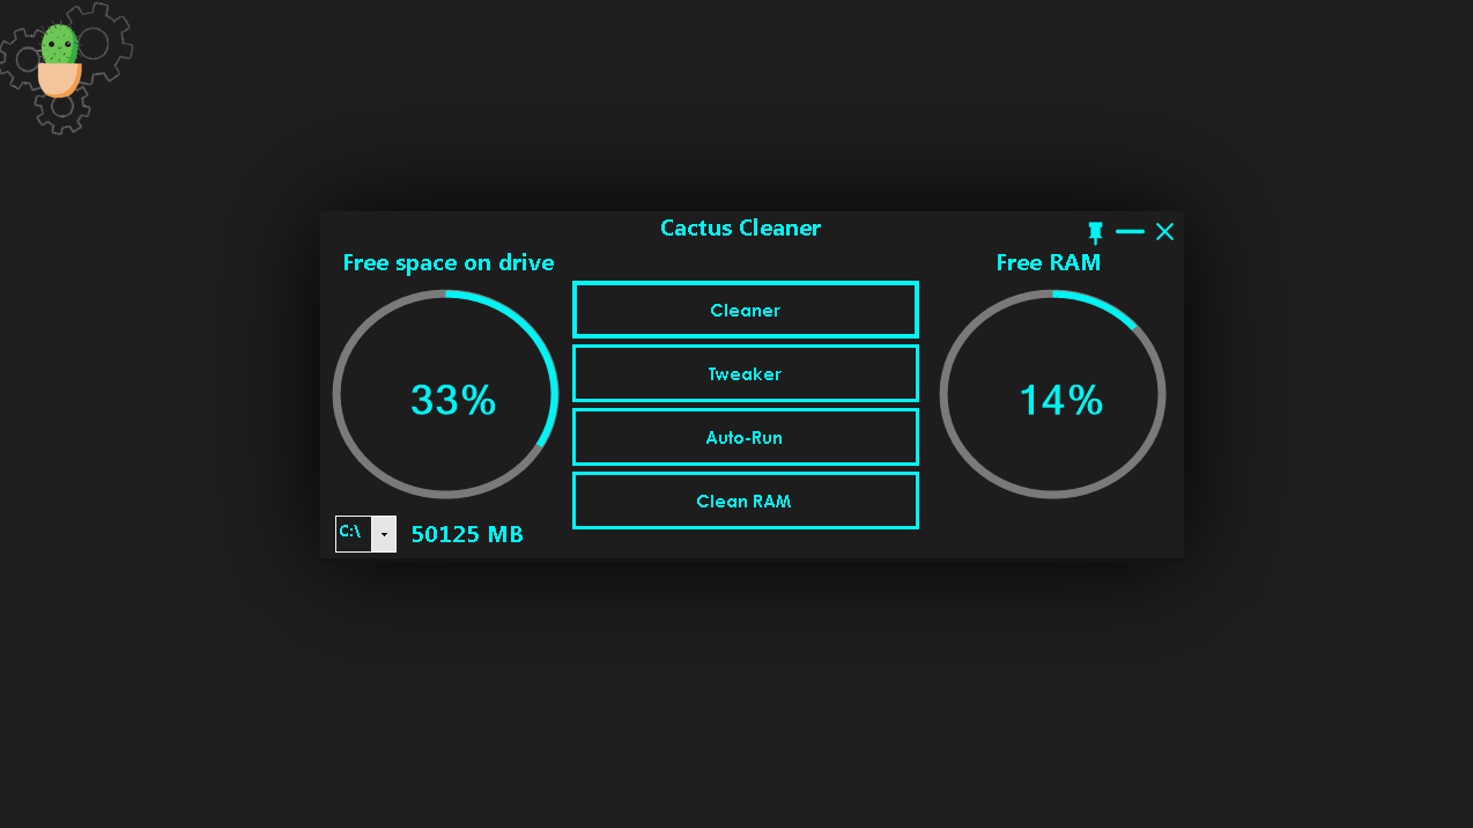 Cactus Cleaner
Free space on drive
Free RAM
Cleaner
Tweaker
Auto-Run
Clean RAM
33%
14%
C:\
50125 MB